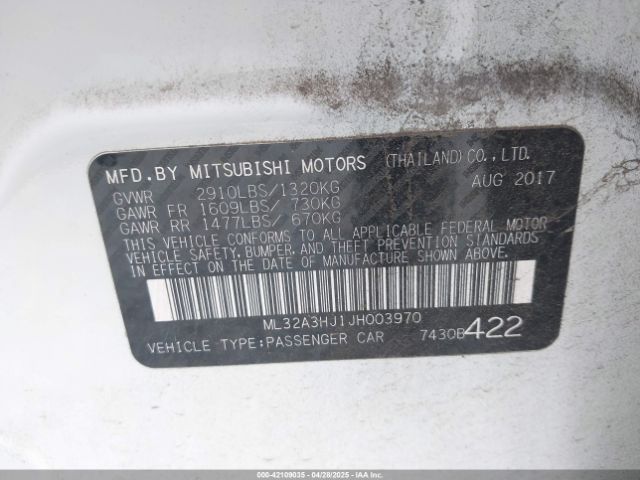 MFD.BY MITSUBISHI MOTORS (THAILAND)CO.,LTD.
GVWR 2910LBS/1320KG AUG 2017
GAWR FR 1609LBS/ 730KG
GAWR RR 1477LBS/ 670KG
THIS VEHICLE CONFORMS TO ALL APPLICABLE FEDERAL MOTOR
VEHICLE SAFETY, BUMPER, AND THEFT PREVENTION STANDARDS
IN EFFECT ON THE DATE OF MANUFACTURE SHOWN ABOVE.
ML32A3HJ1JH003970
VEHICLE TYPE:PASSENGER CAR 7430B422
000-42109035 - 04/28/2025 - IAAI.COM